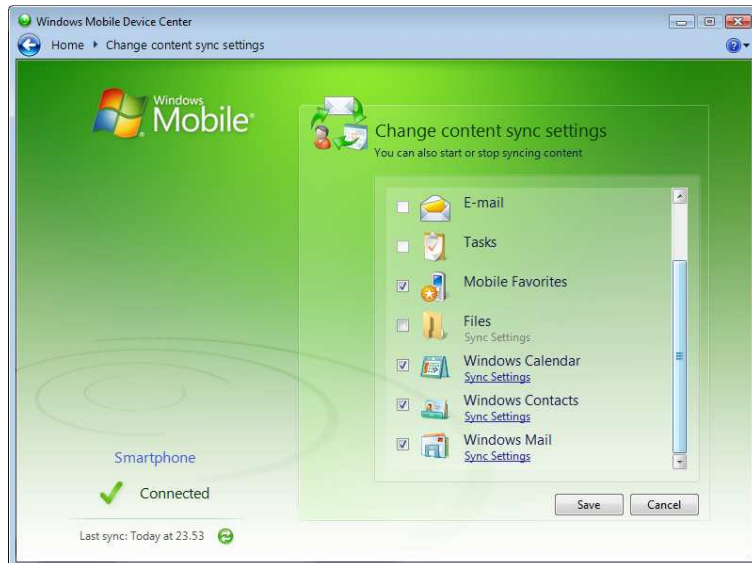 Windows Mobile Device Center
Home Change content sync settings
Windows
Mobile
Change content sync settings
You can also start or stop syncing content
E-mail
Tasks
Mobile Favorites
Files
Sync Settings
Windows Calendar
Sync Settings
Windows Contacts
Sync Settings
Windows Mail
Sync Settings
Smartphone
Connected
Save Cancel
Last sync: Today at 23.53